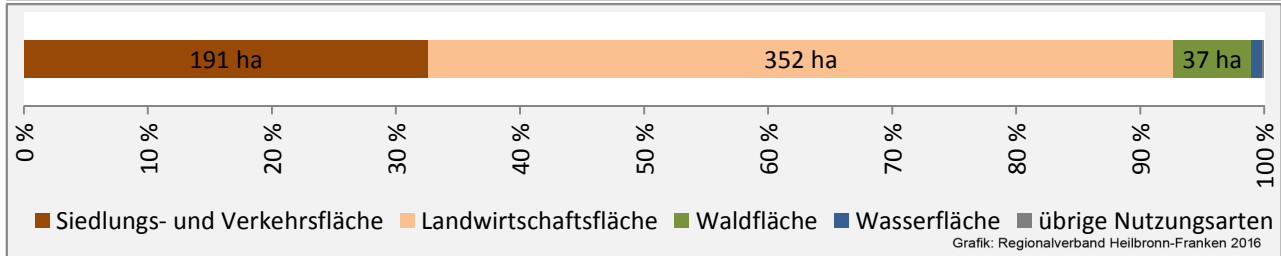 191 ha 352 ha 37 ha
0 % 10 % 20 % 30 % 40 % 50 % 60 % 70 % 80 % 90 % 100 %
Siedlungs- und Verkehrsfläche Landwirtschaftsfläche Waldfläche Wasserfläche übrige Nutzungsarten
Grafik: Regionalverband Heilbronn-Franken 2016